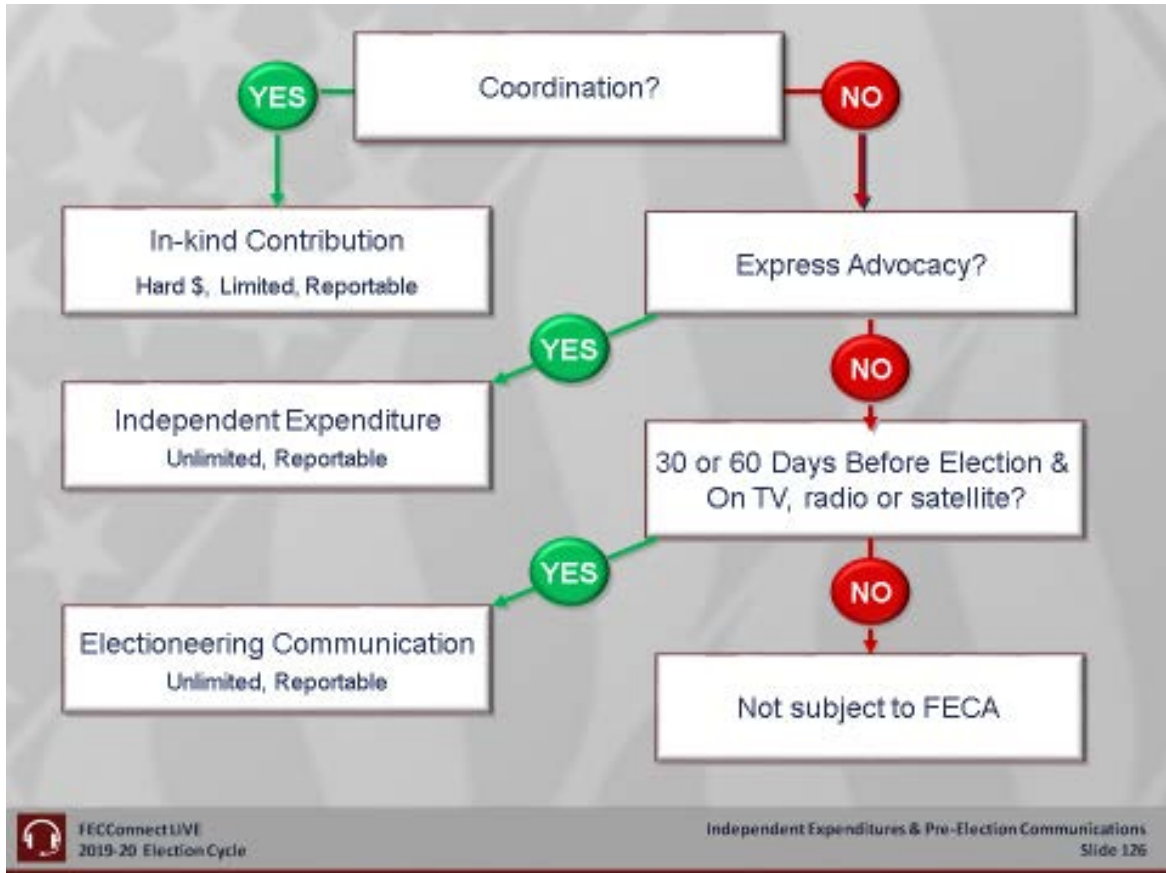 Coordination?
YES
NO
In-kind Contribution
Hard $, Limited, Reportable
Express Advocacy?
YES
NO
Independent Expenditure
Unlimited, Reportable
30 or 60 Days Before Election &
On TV, radio or satellite?
YES
NO
Electioneering Communication
Unlimited, Reportable
Not subject to FECA
FECConnect LIVE
2019-20 Election Cycle
Independent Expenditures & Pre-Election Communications
Slide 126